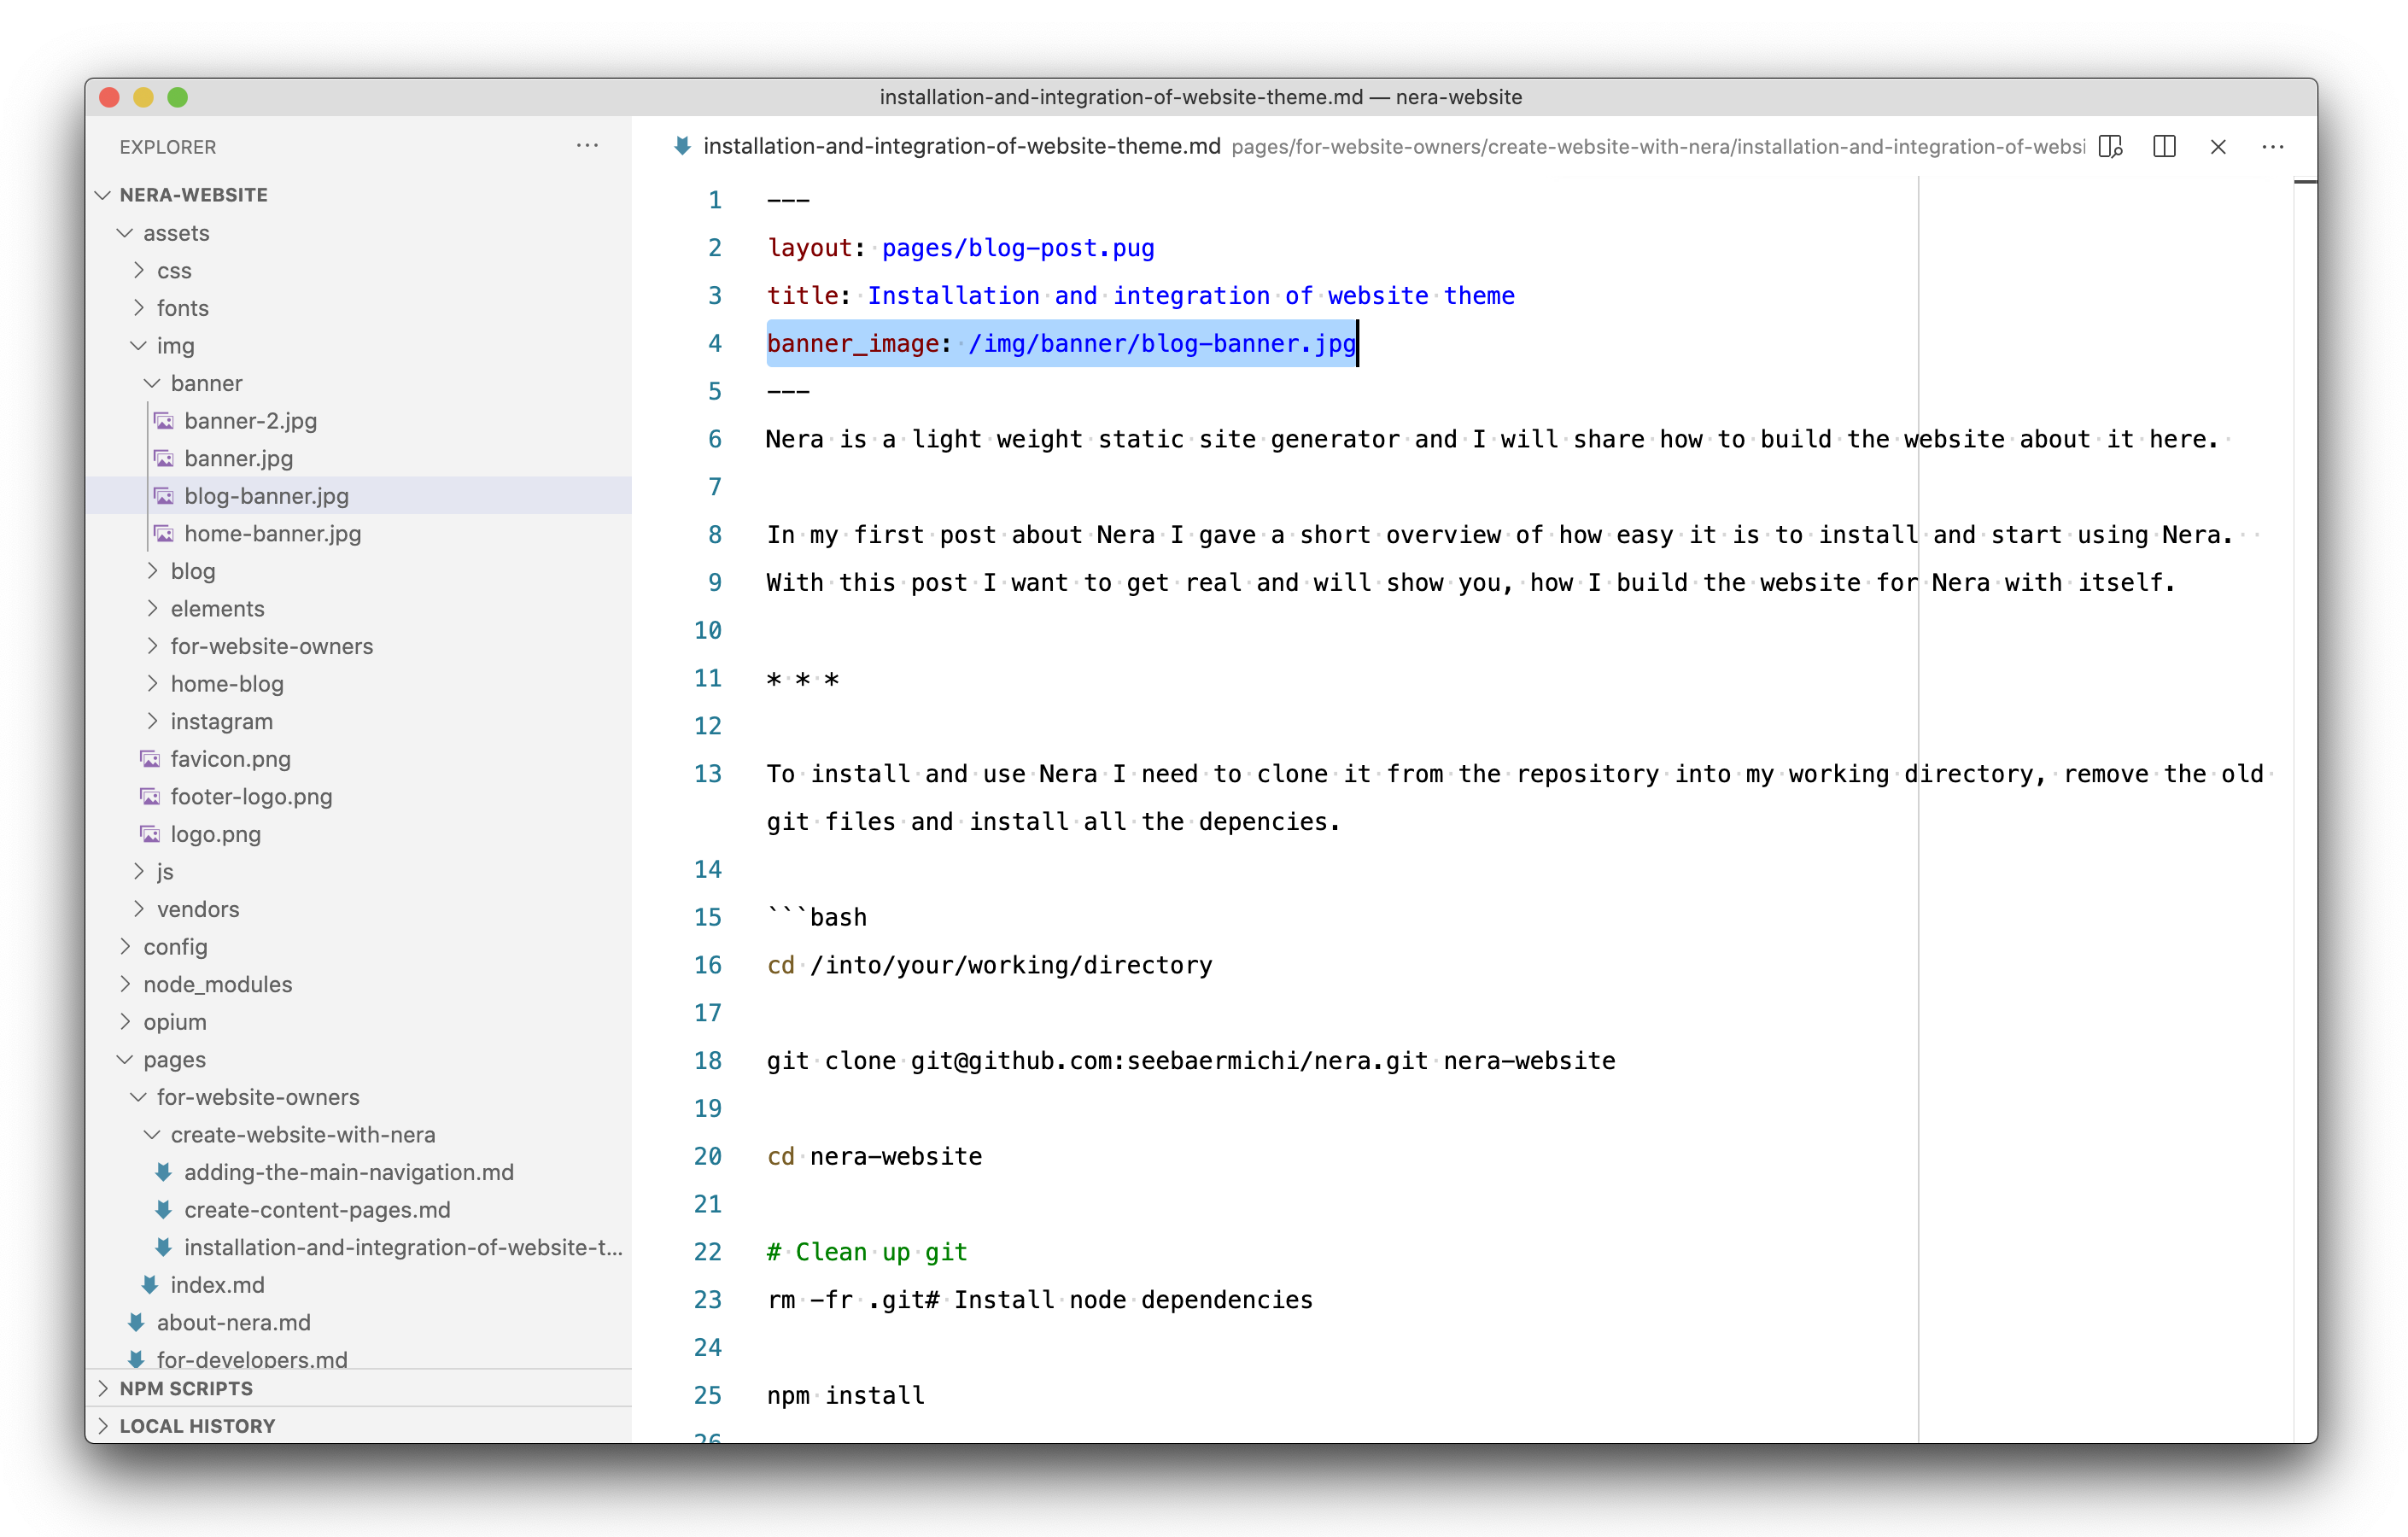 installation-and-integration-of-website-theme.md — nera-website
EXPLORER
NERA-WEBSITE
assets
css
fonts
img
banner
banner-2.jpg
banner.jpg
blog-banner.jpg
home-banner.jpg
blog
elements
for-website-owners
home-blog
instagram
favicon.png
footer-logo.png
logo.png
js
vendors
config
node_modules
opium
pages
for-website-owners
create-website-with-nera
adding-the-main-navigation.md
create-content-pages.md
installation-and-integration-of-website-t...
index.md
about-nera.md
for-developers.md
NPM SCRIPTS
LOCAL HISTORY
installation-and-integration-of-website-theme.md pages/for-website-owners/create-website-with-nera/installation-and-integration-of-websi
1 ---
2 layout: pages/blog-post.pug
3 title: Installation and integration of website theme
4 banner_image: /img/banner/blog-banner.jpg
5 ---
6 Nera is a light weight static site generator and I will share how to build the website about it here.
7
8 In my first post about Nera I gave a short overview of how easy it is to install and start using Nera.
9 With this post I want to get real and will show you, how I build the website for Nera with itself.
10
11 * * *
12
13 To install and use Nera I need to clone it from the repository into my working directory, remove the old
git files and install all the depencies.
14
15 ```bash
16 cd /into/your/working/directory
17
18 git clone git@github.com:seebaermichi/nera.git nera-website
19
20 cd nera-website
21
22 # Clean up git
23 rm -fr .git# Install node dependencies
24
25 npm install
26